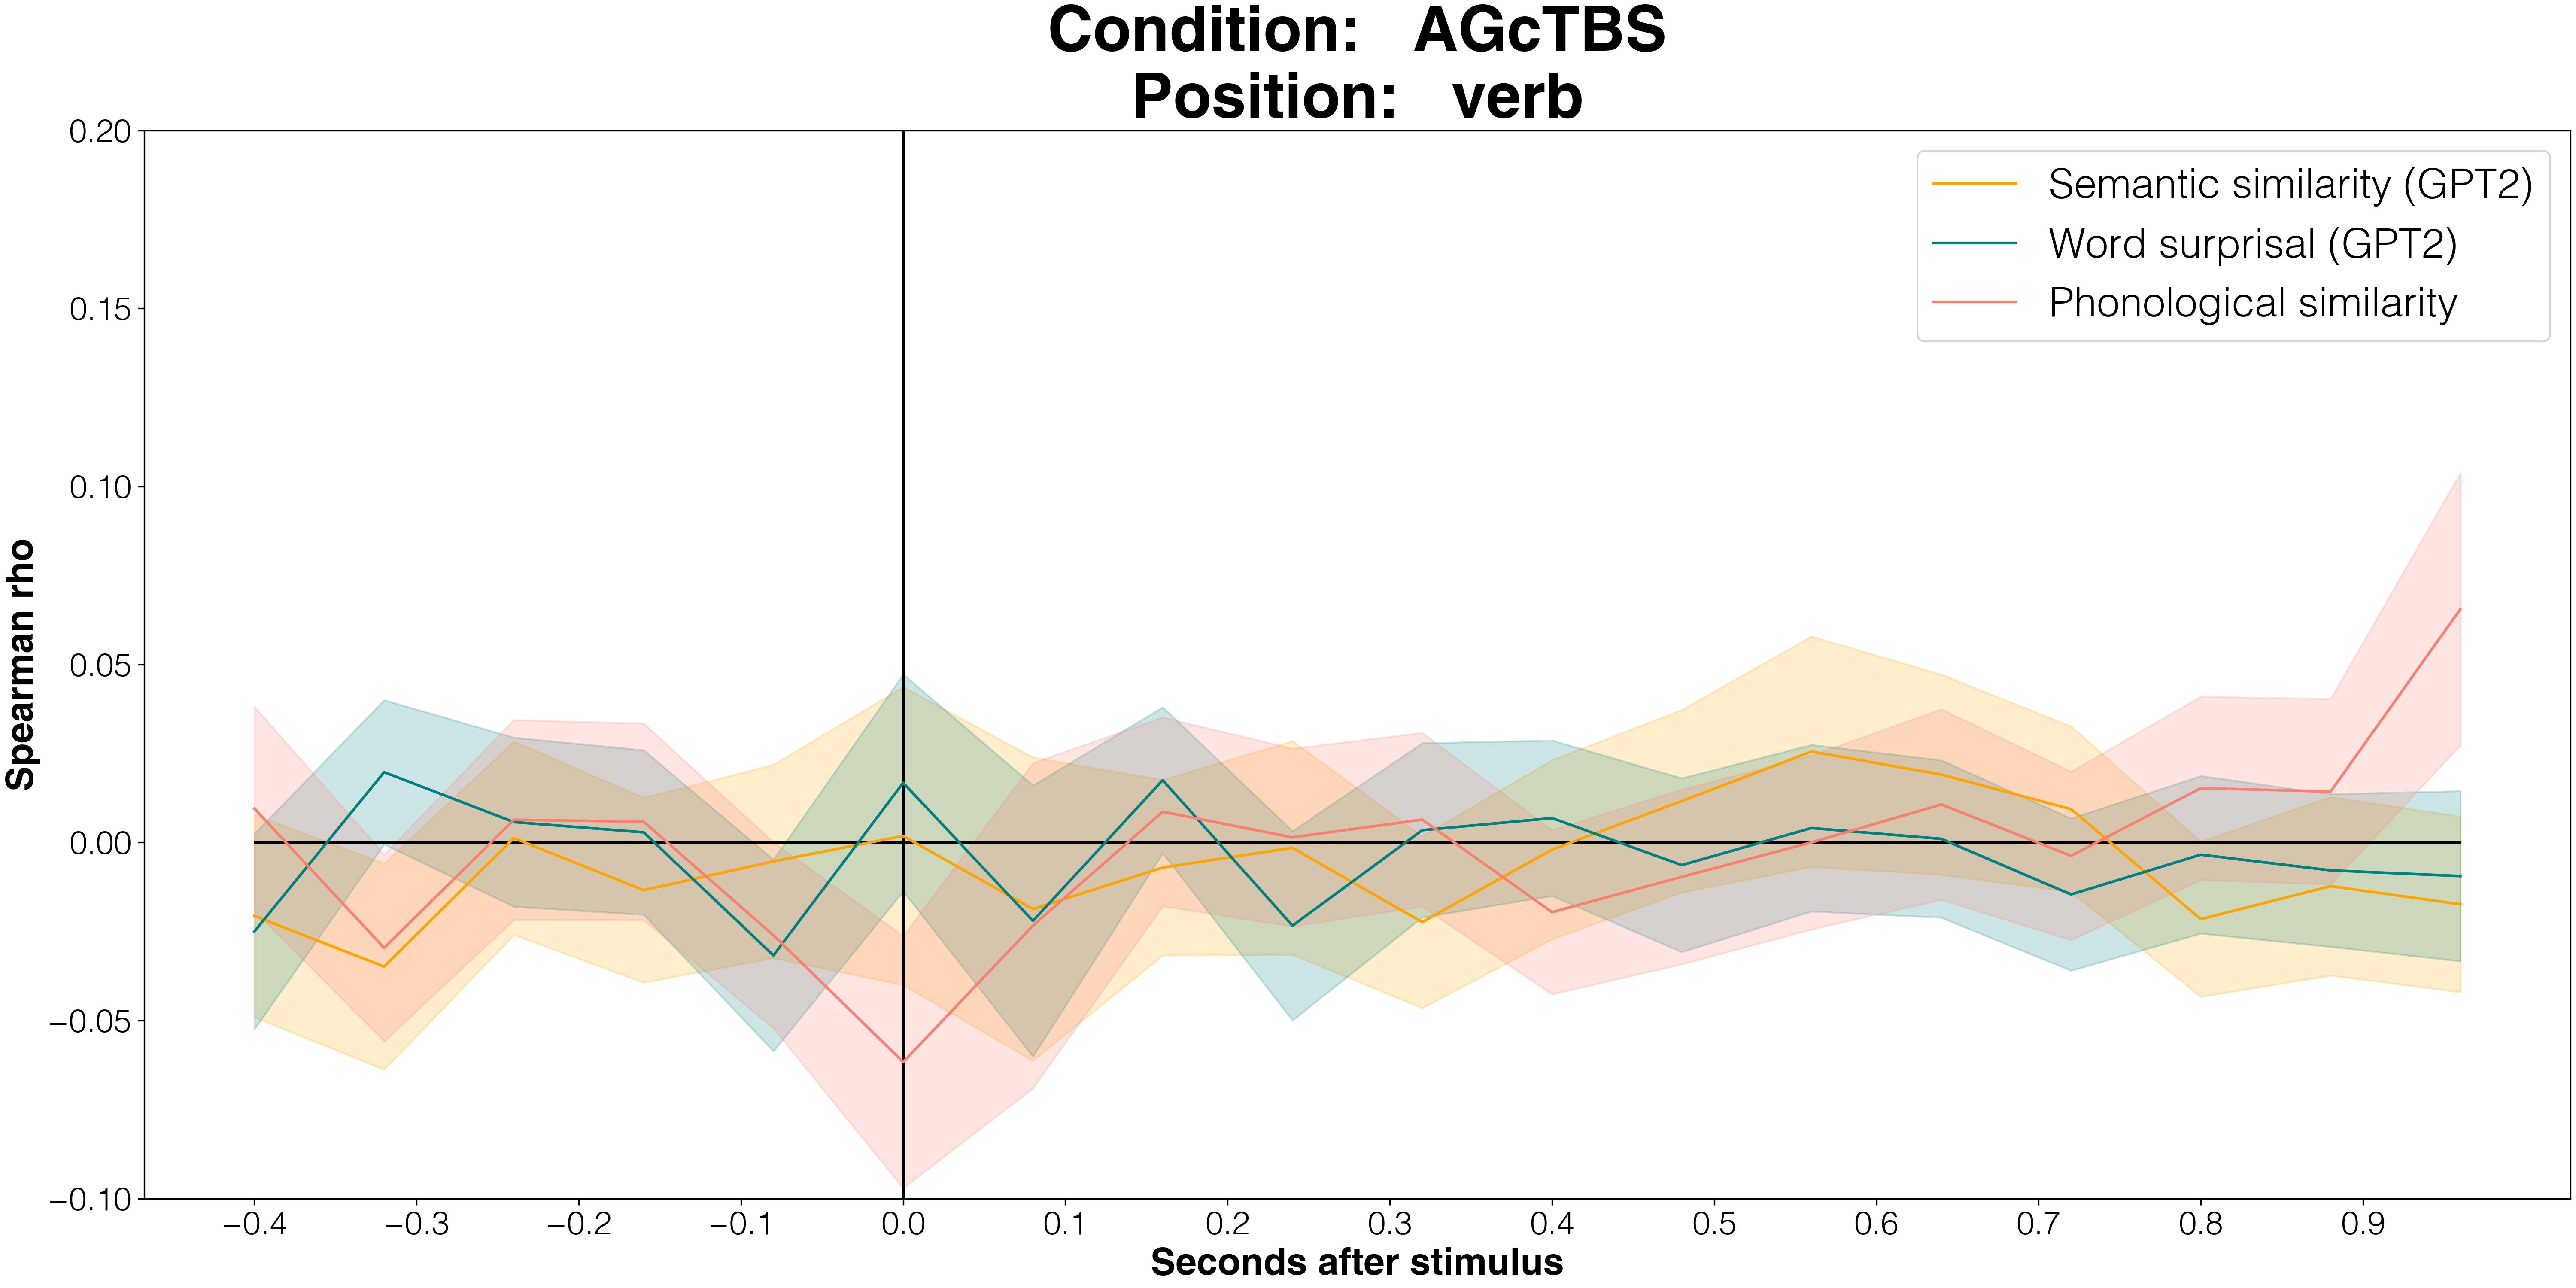 Condition: AGcTBS
Position: verb
Semantic similarity (GPT2)
Word surprisal (GPT2)
Phonological similarity
Spearman rho
0.20
0.15
0.10
0.05
0.00
−0.05
−0.10
−0.4 −0.3 −0.2 −0.1 0.0 0.1 0.2 0.3 0.4 0.5 0.6 0.7 0.8 0.9
Seconds after stimulus